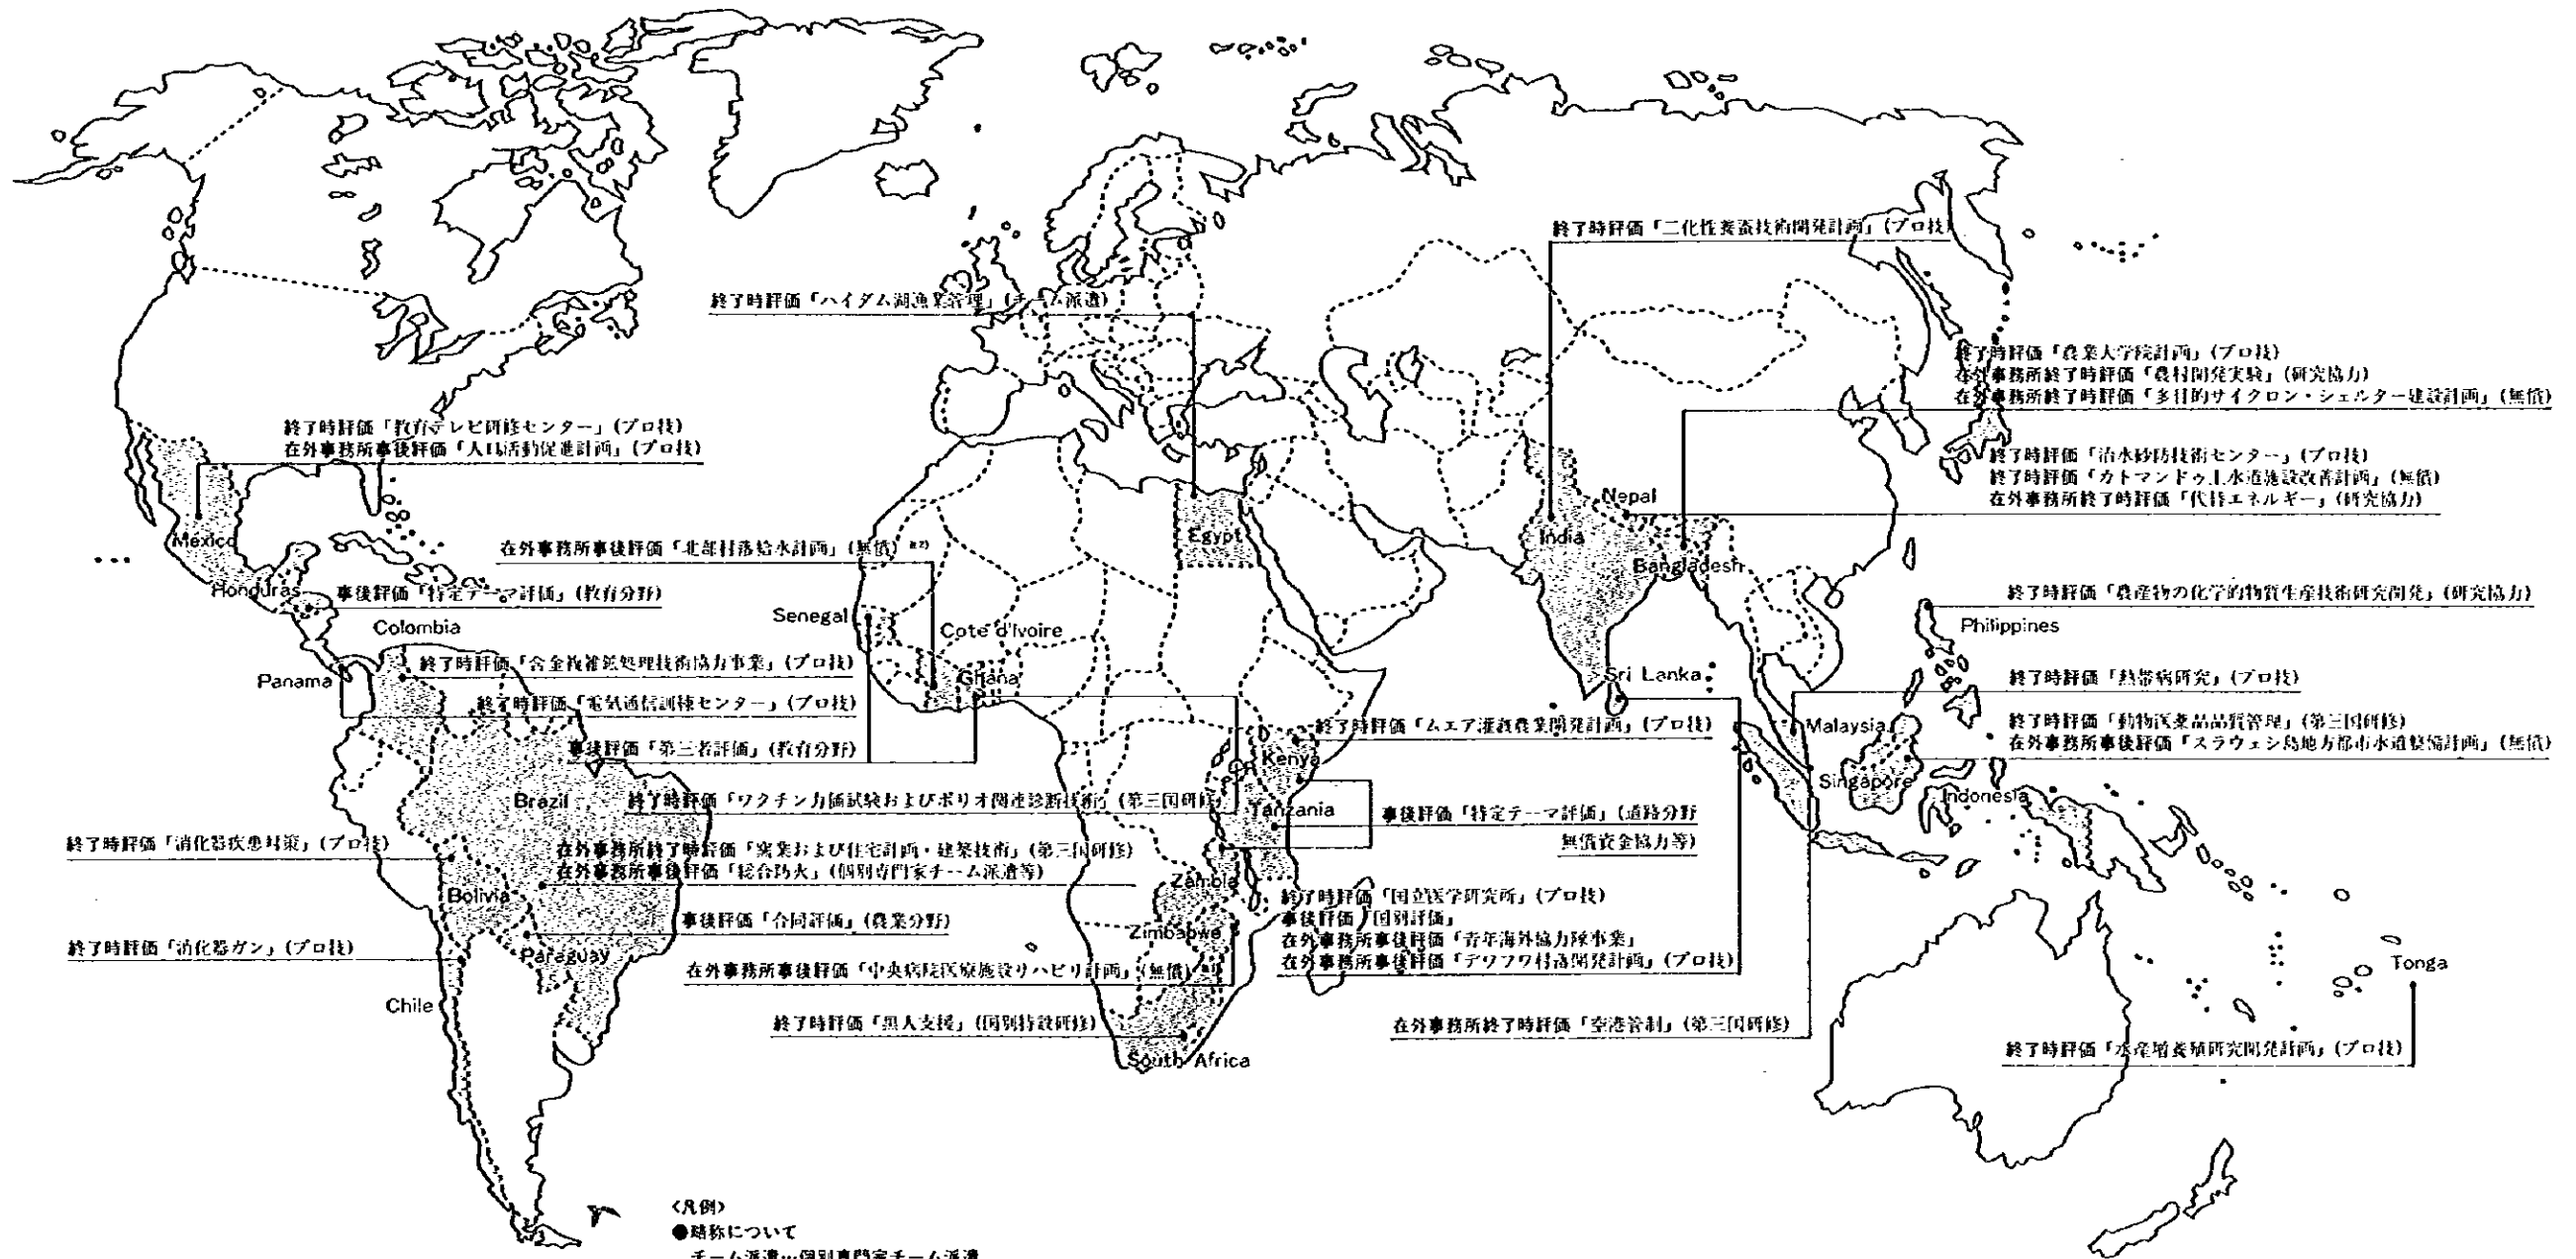 終了時評価「二化性養蚕技術開発計画」(プロ技)
終了時評価「ハイダム湖漁業管理」(チーム派遣)
終了時評価「農業大学院計画」(プロ技)
在外事務所終了時評価「農村開発実験」(研究協力)
在外事務所終了時評価「多目的サイクロン・シェルター建設計画」(無償)
終了時評価「教育テレビ研修センター」(プロ技)
在外事務所事後評価「人口活動促進計画」(プロ技)
終了時評価「治水砂防技術センター」(プロ技)
終了時評価「カトマンドゥ上水道施設改善計画」(無償)
在外事務所終了時評価「代替エネルギー」(研究協力)
Nepal
Mexico
在外事務所事後評価「北部村落給水計画」(無償)
Egypt
India
Bangladesh
Honduras
事後評価「特定テーマ評価」(教育分野)
終了時評価「農産物の化学的物質生産技術研究開発」(研究協力)
Senegal
Colombia
Cote d'Ivoire
Philippines
終了時評価「含金複雑鉱処理技術協力事業」(プロ技)
Panama
Ghana
Sri Lanka
終了時評価「熱帯病研究」(プロ技)
終了時評価「電気通信訓練センター」(プロ技)
終了時評価「ムエア灌漑農業開発計画」(プロ技)
Malaysia
終了時評価「動物医薬品品質管理」(第三国研修)
在外事務所事後評価「スラウェシ島地方都市水道整備計画」(無償)
事後評価「第三者評価」(教育分野)
Kenya
Singapore
Indonesia
Brazil
終了時評価「ワクチン力価試験およびポリオ関連診断技術」(第三国研修)
Tanzania
事後評価「特定テーマ評価」(道路分野
無償資金協力等)
終了時評価「消化器疾患対策」(プロ技)
在外事務所終了時評価「窯業および住宅計画・建築技術」(第三国研修)
在外事務所事後評価「総合防火」(個別専門家チーム派遣等)
Bolivia
Zambia
終了時評価「国立医学研究所」(プロ技)
事後評価「国別評価」
在外事務所事後評価「青年海外協力隊事業」
在外事務所事後評価「デワフワ村落開発計画」(プロ技)
事後評価「合同評価」(農業分野)
Zimbabwe
終了時評価「消化器ガン」(プロ技)
Paraguay
在外事務所事後評価「中央病院医療施設リハビリ計画」(無償)
Tonga
Chile
終了時評価「黒人支援」(国別特設研修)
在外事務所終了時評価「空港管制」(第三国研修)
South Africa
終了時評価「水産増養殖研究開発計画」(プロ技)
〈凡例〉
●略称について
チーム派遣…個別専門家チーム派遣